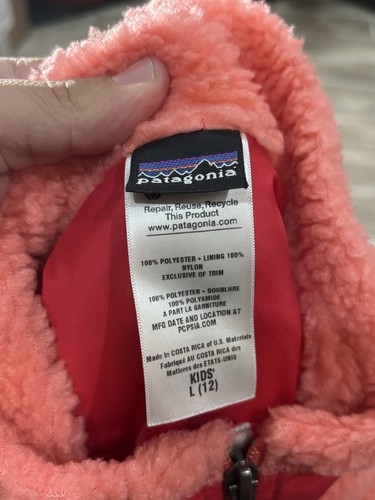 patagonia
Repair, Reuse, Recycle
This Product
www.patagonia.com
100% POLYESTER • LINING 100%
NYLON
EXCLUSIVE OF TRIM
100% POLYESTER • DOUBLURE
100% POLYAMIDE
A PART LA GARNITURE
MFG DATE AND LOCATION AT
PCPSIA.COM
Made in COSTA RICA of U.S. Materials
Fabriqué AU COSTA RICA des
Matieres des ETATS-UNIS
KIDS'
L (12)